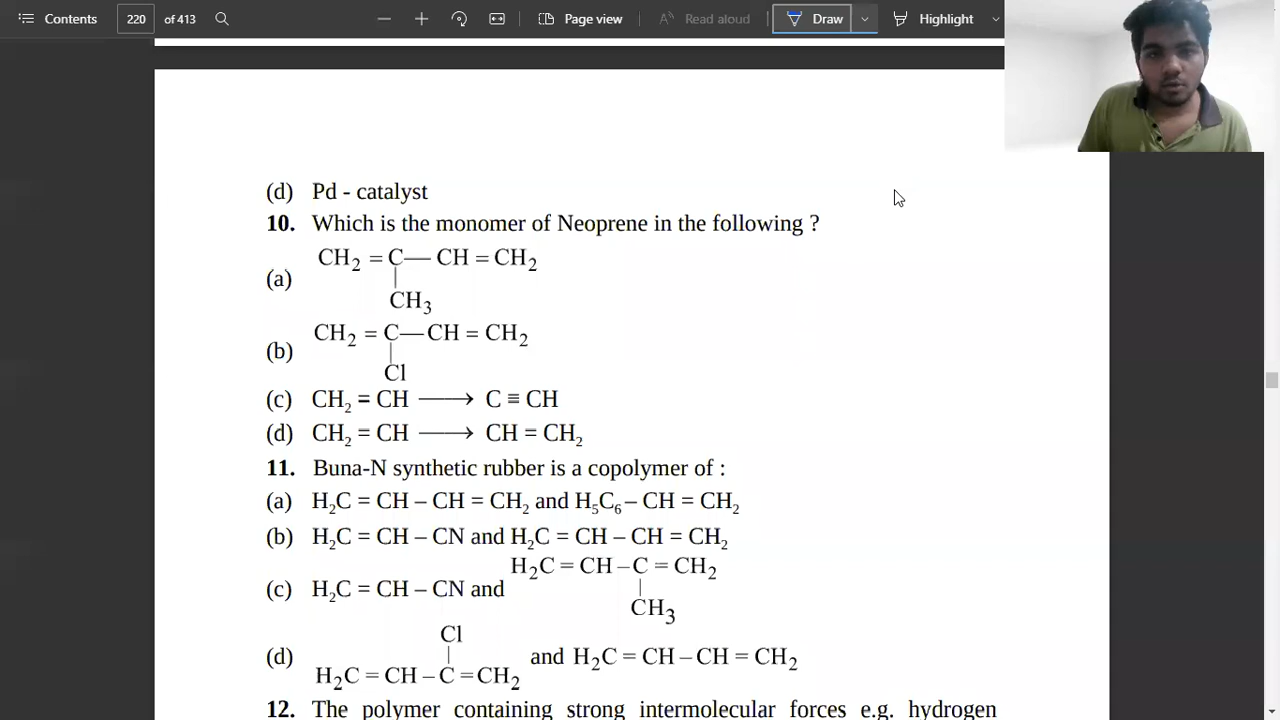 Contents 220 of 413 Page view Read aloud Draw Highlight
(d) Pd - catalyst
10. Which is the monomer of Neoprene in the following ?
CH₂ = C — CH = CH₂
|
(a)
CH₃
CH₂ = C — CH = CH₂
|
(b)
Cl
(c) CH₂ = CH ⟶ C ≡ CH
(d) CH₂ = CH ⟶ CH = CH₂
11. Buna-N synthetic rubber is a copolymer of :
(a) H₂C = CH – CH = CH₂ and H₅C₆ – CH = CH₂
(b) H₂C = CH – CN and H₂C = CH – CH = CH₂
H₂C = CH – C = CH₂
|
(c) H₂C = CH – CN and
CH₃
Cl
|
(d) H₂C = CH – C = CH₂ and H₂C = CH – CH = CH₂
12. The polymer containing strong intermolecular forces e.g. hydrogen